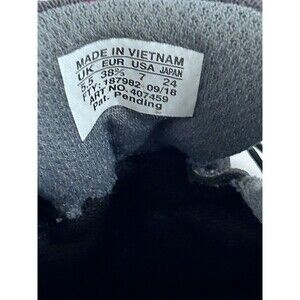 MADE IN VIETNAM
UK EUR USA JAPAN
5.5 38⅔ 7 24
FTY: 187982 09/18
ART NO. 407459
Pat. Pending